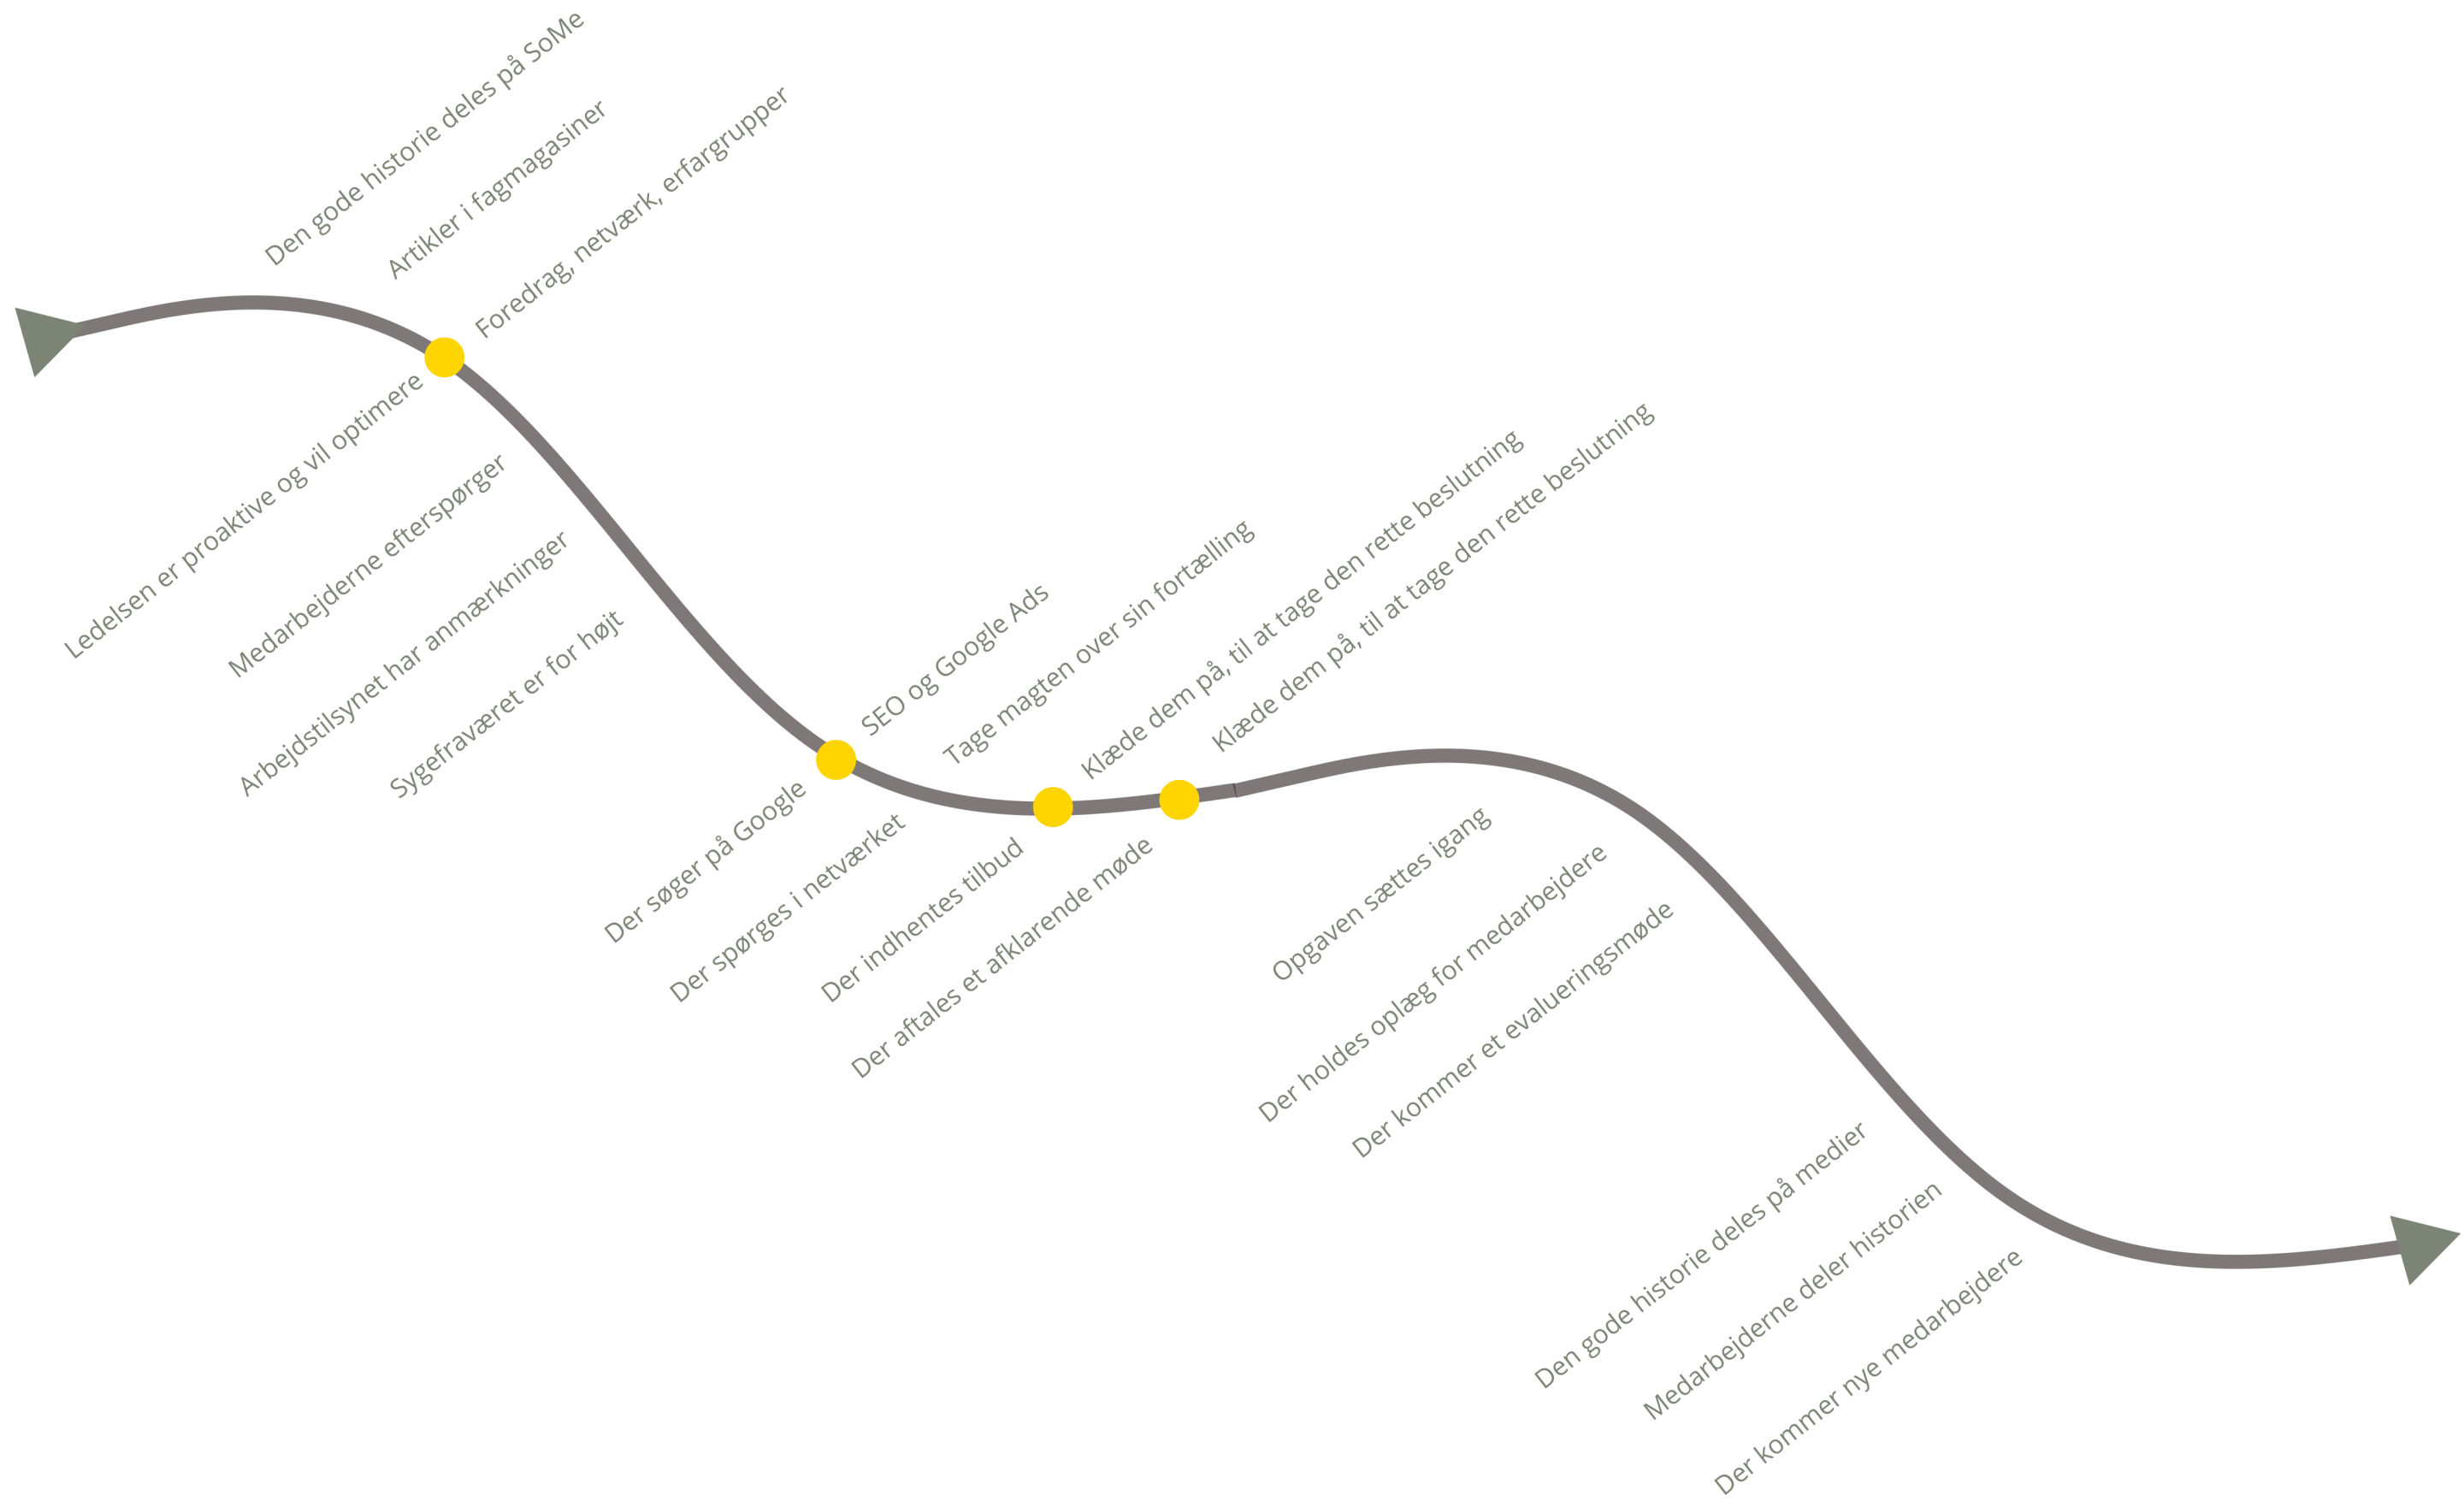 Den gode historie deles på SoMe
Artikler i fagmagasiner
Foredrag, netværk, erfargrupper
Ledelsen er proaktive og vil optimere
Medarbejderne efterspørger
Arbejdstilsynet har anmærkninger
Sygefraværet er for højt
SEO og Google Ads
Tage magten over sin fortælling
Klæde dem på, til at tage den rette beslutning
Klæde dem på, til at tage den rette beslutning
Der søger på Google
Der spørges i netværket
Der indhentes tilbud
Der aftales et afklarende møde
Opgaven sættes igang
Der holdes oplæg for medarbejdere
Der kommer et evalueringsmøde
Den gode historie deles på medier
Medarbejderne deler historien
Der kommer nye medarbejdere